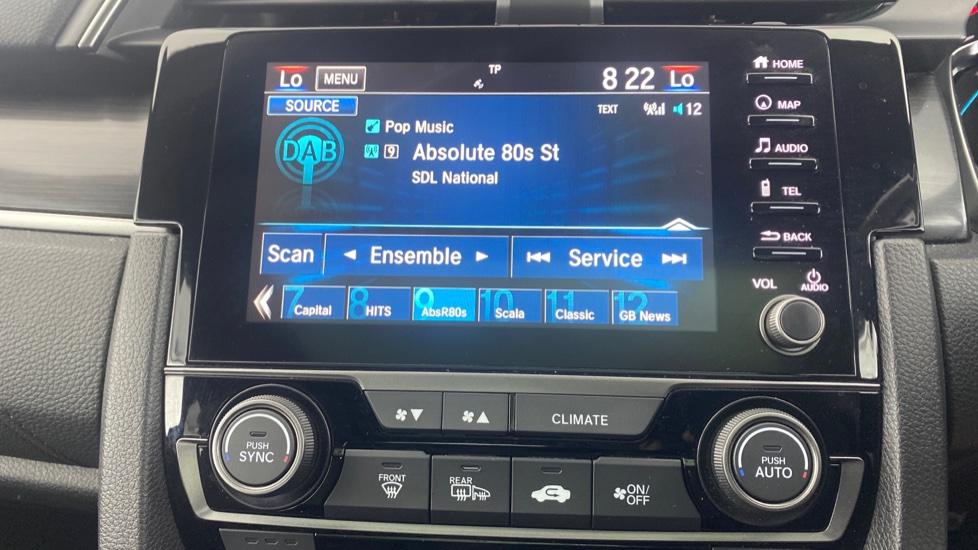 Lo MENU TP 8 22 Lo
SOURCE TEXT 12
DAB
Pop Music
9 Absolute 80s St
SDL National
Scan Ensemble Service
7 Capital 8 HITS 9 AbsR80s 10 Scala 11 Classic 12 GB News
HOME
MAP
AUDIO
TEL
BACK
VOL AUDIO
CLIMATE
PUSH SYNC
FRONT
REAR
ON/OFF
PUSH AUTO